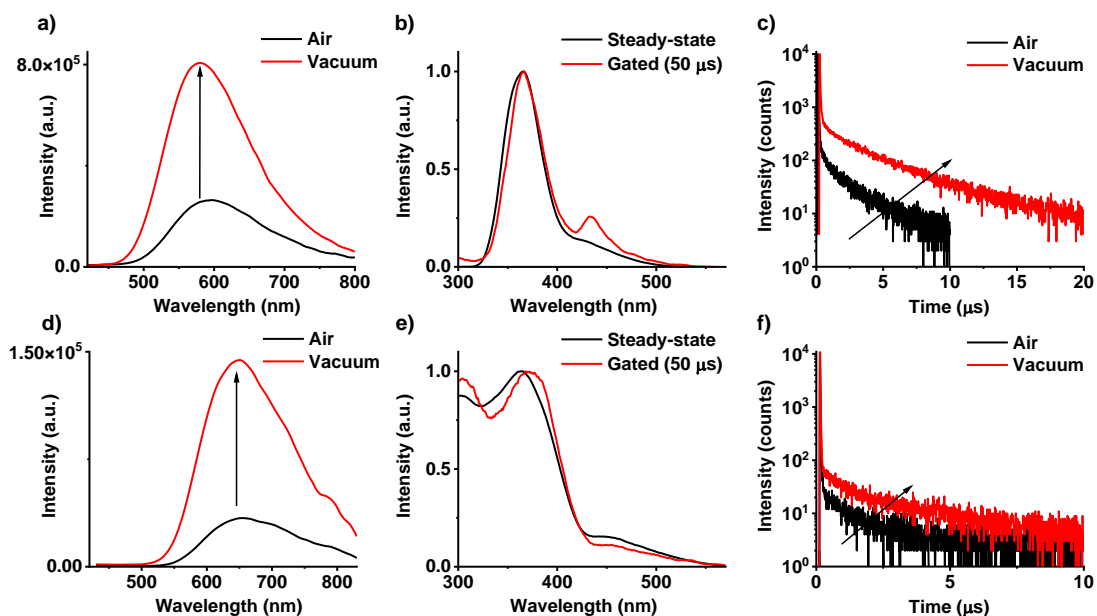 a)
Air
Vacuum
8.0×10⁵
0.0
Intensity (a.u.)
500 600 700 800
Wavelength (nm)
b)
Steady-state
Gated (50 μs)
1.0
0.5
0.0
Intensity (a.u.)
300 400 500
Wavelength (nm)
c)
Air
Vacuum
10⁴
10³
10²
10¹
10⁰
Intensity (counts)
0 5 10 15 20
Time (μs)
d)
Air
Vacuum
1.50×10⁵
0.00
Intensity (a.u.)
500 600 700 800
Wavelength (nm)
e)
Steady-state
Gated (50 μs)
1.0
0.5
0.0
Intensity (a.u.)
300 400 500
Wavelength (nm)
f)
Air
Vacuum
10⁴
10³
10²
10¹
10⁰
Intensity (counts)
0 5 10
Time (μs)